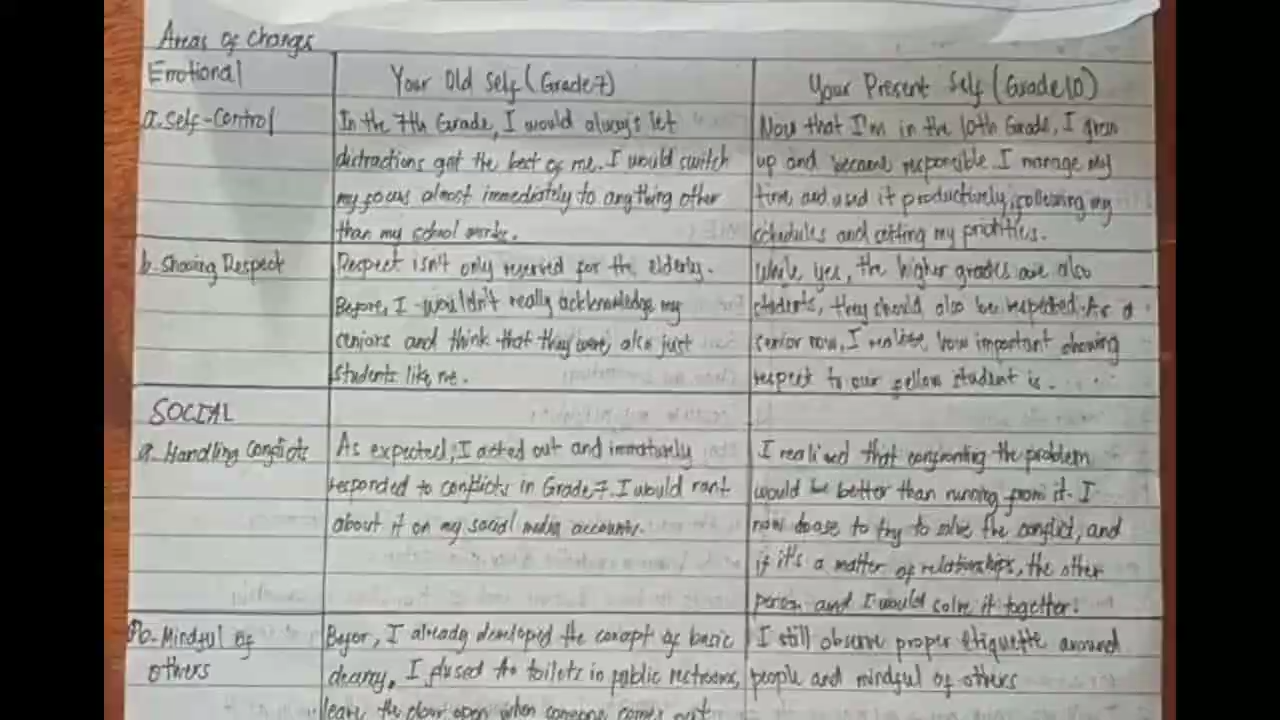 Areas of Changes
Emotional
Your Old Self (Grade 7)
Your Present Self (Grade 10)
a. Self-Control
In the 7th Grade, I would always let
distractions get the best of me. I would switch
my focus almost immediately to anything other
than my school works.
Now that I'm in the 10th Grade, I grew
up and became responsible. I manage my
time, and used it productively, following my
schedules and setting my priorities.
b. Showing Respect
Respect isn't only reserved for the elderly.
Before, I wouldn't really acknowledge my
seniors and think that they were also just
students like me.
While yes, the higher grades are also
students, they should also be respected. As a
senior now, I realize how important showing
respect to our fellow student is.
SOCIAL
a. Handling Conflicts
As expected, I acted out and immaturely
responded to conflicts in Grade 7. I would rant
about it on my social media accounts.
I realized that confronting the problem
would be better than running from it. I
now choose to try to solve the conflict, and
if it's a matter of relationships, the other
person and I would solve it together.
b. Mindful of
others
Before, I already developed the concept of basic
decency, I flused the toilets in public restrooms,
leave the door open when someone comes out
I still observe proper etiquette around
people and mindful of others